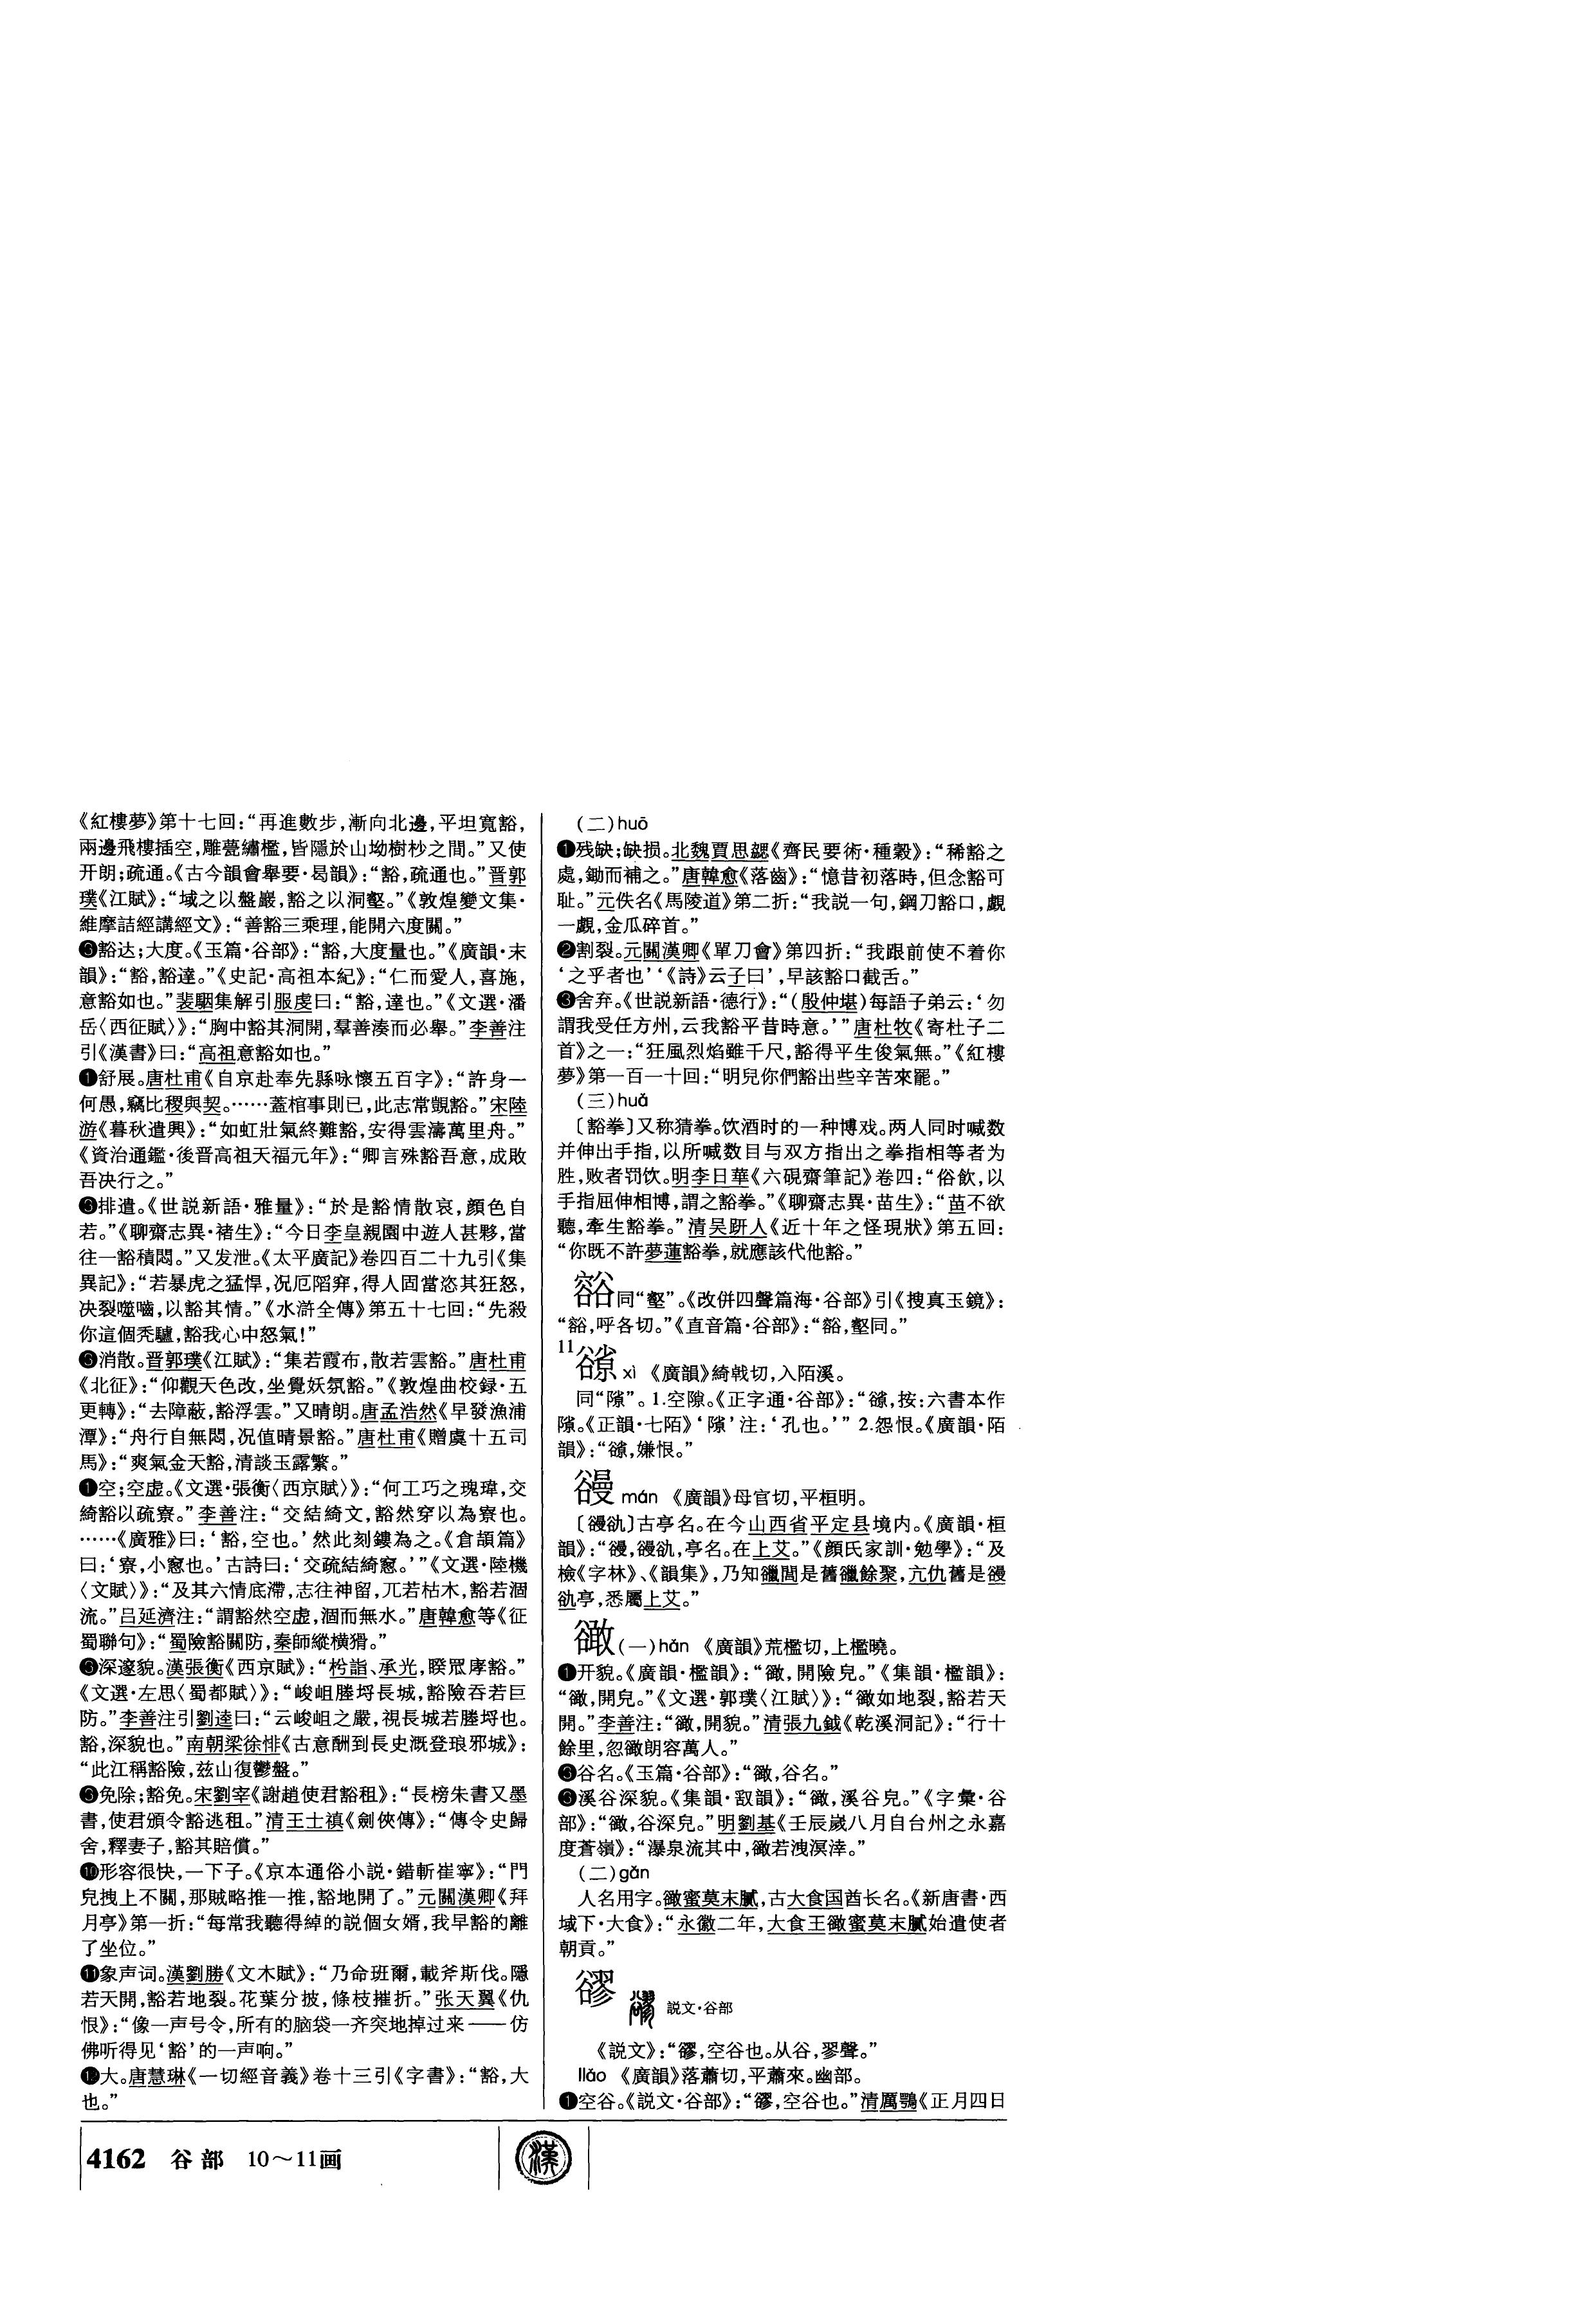 《紅樓夢》第十七回：“再進數步，漸向北邊，平坦寬豁，
兩邊飛樓插空，雕甍繡檻，皆隱於山坳樹杪之間。”又使
开朗；疏通。《古今韻會舉要·曷韻》：“豁，疏通也。”晋郭
璞《江賦》：“域之以盤巖，豁之以洞壑。”《敦煌變文集·
維摩詰經講經文》：“善豁三乘理，能開六度關。”
❸豁达；大度。《玉篇·谷部》：“豁，大度量也。”《廣韻·末
韻》：“豁，豁達。”《史記·高祖本紀》：“仁而愛人，喜施，
意豁如也。”裴駰集解引服虔曰：“豁，達也。”《文選·潘
岳〈西征賦〉》：“胸中豁其洞開，羣善湊而必舉。”李善注
引《漢書》曰：“高祖意豁如也。”
❶舒展。唐杜甫《自京赴奉先縣咏懷五百字》：“許身一
何愚，竊比稷與契。……蓋棺事則已，此志常覬豁。”宋陸
游《暮秋遣興》：“如虹壯氣終難豁，安得雲濤萬里舟。”
《資治通鑑·後晋高祖天福元年》：“卿言殊豁吾意，成敗
吾决行之。”
❸排遣。《世説新語·雅量》：“於是豁情散哀，顔色自
若。”《聊齋志異·褚生》：“今日李皇親園中遊人甚夥，當
往一豁積悶。”又发泄。《太平廣記》卷四百二十九引《集
異記》：“若暴虎之猛悍，况厄陷穽，得人固當恣其狂怒，
决裂噬嚙，以豁其情。”《水滸全傳》第五十七回：“先殺
你這個秃驢，豁我心中怒氣！”
❸消散。晋郭璞《江賦》：“集若霞布，散若雲豁。”唐杜甫
《北征》：“仰觀天色改，坐覺妖氛豁。”《敦煌曲校録·五
更轉》：“去障蔽，豁浮雲。”又晴朗。唐孟浩然《早發漁浦
潭》：“舟行自無悶，况值晴景豁。”唐杜甫《贈虞十五司
馬》：“爽氣金天豁，清談玉露繁。”
❶空；空虚。《文選·張衡〈西京賦〉》：“何工巧之瑰瑋，交
綺豁以疏寮。”李善注：“交結綺文，豁然穿以為寮也。
……《廣雅》曰：‘豁，空也。’然此刻鏤為之。《倉頡篇》
曰：‘寮，小窻也。’古詩曰：‘交疏結綺窻。’”《文選·陸機
〈文賦〉》：“及其六情底滯，志往神留，兀若枯木，豁若涸
流。”吕延濟注：“謂豁然空虚，涸而無水。”唐韓愈等《征
蜀聯句》：“蜀險豁關防，秦師縱横猾。”
❸深邃貌。漢張衡《西京賦》：“枍詣、承光，睽眾庨豁。”
《文選·左思〈蜀都賦〉》：“峻岨塍埒長城，豁險吞若巨
防。”李善注引劉逵曰：“云峻岨之嚴，視長城若塍埒也。
豁，深貌也。”南朝梁徐悱《古意酬到長史溉登琅邪城》：
“此江稱豁險，兹山復鬱盤。”
❸免除；豁免。宋劉宰《謝趙使君豁租》：“長榜朱書又墨
書，使君頒令豁逃租。”清王士禛《劍俠傳》：“傳令史歸
舍，釋妻子，豁其賠償。”
❿形容很快，一下子。《京本通俗小説·錯斬崔寧》：“門
兒拽上不關，那贼略推一推，豁地開了。”元關漢卿《拜
月亭》第一折：“每常我聽得綽的説個女婿，我早豁的離
了坐位。”
⓫象声词。漢劉勝《文木賦》：“乃命班爾，載斧斯伐。隱
若天開，豁若地裂。花葉分披，條枝摧折。”张天翼《仇
恨》：“像一声号令，所有的脑袋一齐突地掉过来——仿
佛听得见‘豁’的一声响。”
⓬大。唐慧琳《一切經音義》卷十三引《字書》：“豁，大
也。”
（二）huō
❶残缺；缺损。北魏賈思勰《齊民要術·種穀》：“稀豁之
處，鋤而補之。”唐韓愈《落齒》：“憶昔初落時，但念豁可
耻。”元佚名《馬陵道》第二折：“我説一句，鋼刀豁口，覷
一覷，金瓜碎首。”
❷割裂。元關漢卿《單刀會》第四折：“我跟前使不着你
‘之乎者也’‘《詩》云子曰’，早該豁口截舌。”
❸舍弃。《世説新語·德行》：“（殷仲堪）每語子弟云：‘勿
謂我受任方州，云我豁平昔時意。’”唐杜牧《寄杜子二
首》之一：“狂風烈焰雖千尺，豁得平生俊氣無。”《紅樓
夢》第一百一十回：“明兒你們豁出些辛苦來罷。”
（三）huá
〔豁拳〕又称猜拳。饮酒时的一种博戏。两人同时喊数
并伸出手指，以所喊数目与双方指出之拳指相等者为
胜，败者罚饮。明李日華《六硯齋筆記》卷四：“俗飲，以
手指屈伸相博，謂之豁拳。”《聊齋志異·苗生》：“苗不欲
聽，牽生豁拳。”清吴趼人《近十年之怪現狀》第五回：
“你既不許夢蓮豁拳，就應該代他豁。”
同“壑”。《改併四聲篇海·谷部》引《搜真玉鏡》：
“，呼各切。”《直音篇·谷部》：“，壑同。”
11 xì 《廣韻》綺戟切，入陌溪。
同“隙”。1.空隙。《正字通·谷部》：“，按：六書本作
隙。《正韻·七陌》‘隙’注：‘孔也。’” 2.怨恨。《廣韻·陌
韻》：“，嫌恨。”
谩 mán 《廣韻》母官切，平桓明。
〔〕古亭名。在今山西省平定县境内。《廣韻·桓
韻》：“，亭名。在上艾。”《顔氏家訓·勉學》：“及
檢《字林》、《韻集》，乃知獵閭是舊䝓餘聚，亢仇舊是
亭，悉屬上艾。”
豃（一）hǎn 《廣韻》荒檻切，上檻曉。
❶开貌。《廣韻·檻韻》：“豃，開險皃。”《集韻·檻韻》：
“豃，開皃。”《文選·郭璞〈江賦〉》：“豃如地裂，豁若天
開。”李善注：“豃，開貌。”清張九鉞《乾溪洞記》：“行十
餘里，忽豃朗容萬人。”
❸谷名。《玉篇·谷部》：“豃，谷名。”
❸溪谷深貌。《集韻·㪉韻》：“豃，溪谷皃。”《字彙·谷
部》：“豃，谷深皃。”明劉基《壬辰嵗八月自台州之永嘉
度蒼嶺》：“瀑泉流其中，豃若洩溟涬。”
（二）gǎn
人名用字。豃蜜莫末膩，古大食国酋长名。《新唐書·西
域下·大食》：“永徽二年，大食王豃蜜莫末膩始遣使者
朝貢。”
豂 説文·谷部
《説文》：“豂，空谷也。从谷，翏聲。”
liáo 《廣韻》落蕭切，平蕭來。幽部。
❶空谷。《説文·谷部》：“豂，空谷也。”清厲鶚《正月四日
4162 谷部 10～11画
漢